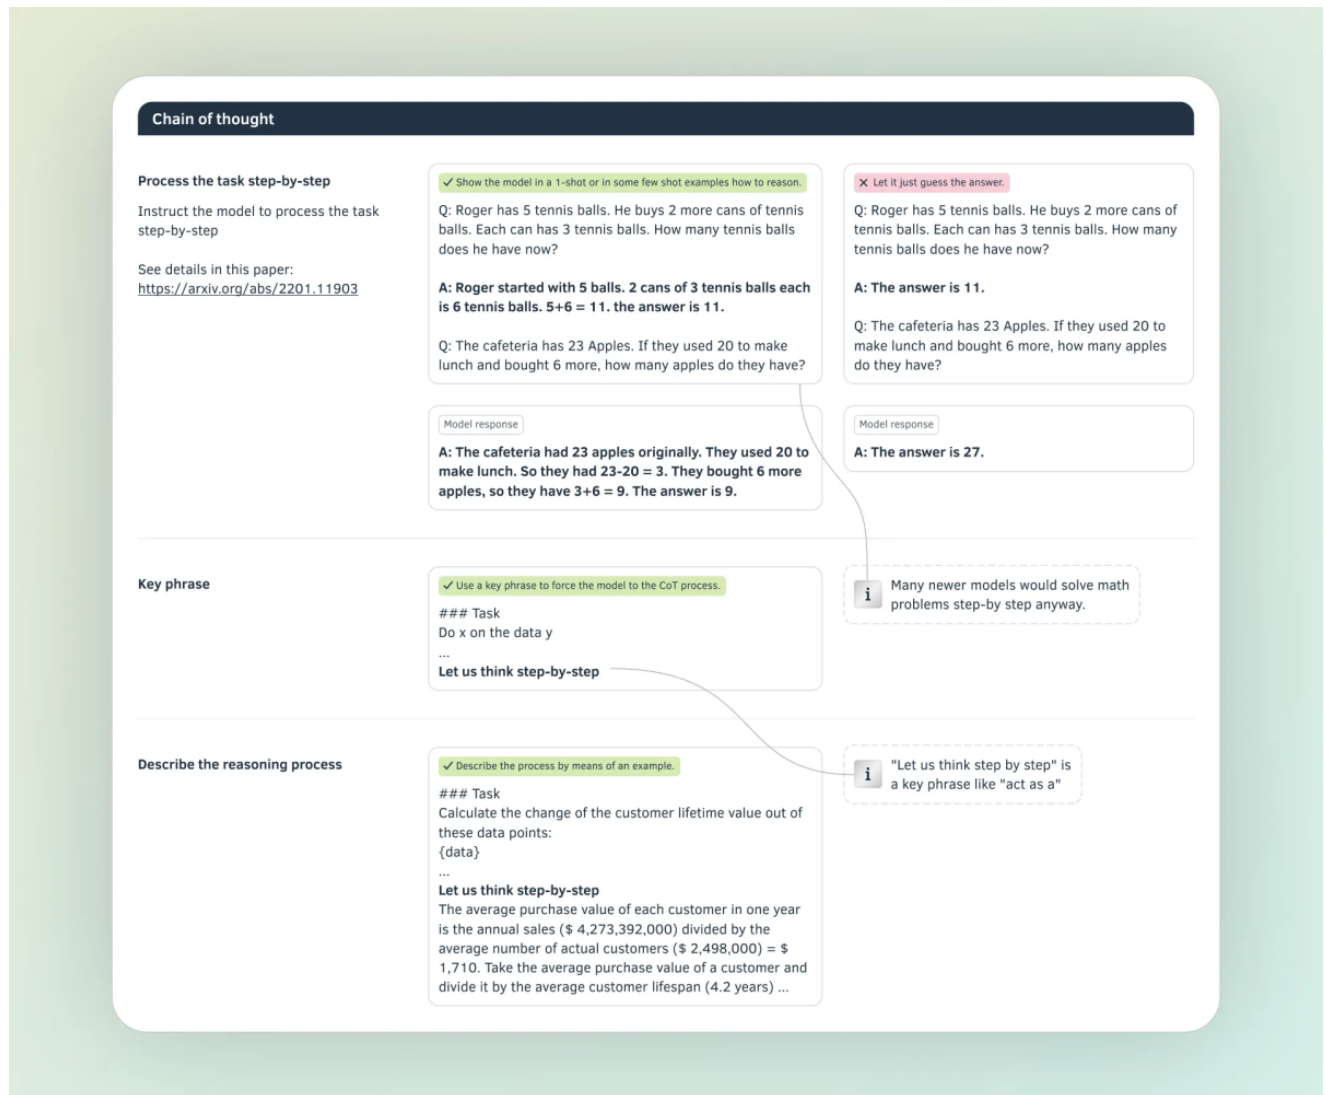 Chain of thought
Process the task step-by-step
Instruct the model to process the task
step-by-step
See details in this paper:
https://arxiv.org/abs/2201.11903
✓ Show the model in a 1-shot or in some few shot examples how to reason.
Q: Roger has 5 tennis balls. He buys 2 more cans of tennis
balls. Each can has 3 tennis balls. How many tennis balls
does he have now?
A: Roger started with 5 balls. 2 cans of 3 tennis balls each
is 6 tennis balls. 5+6 = 11. the answer is 11.
Q: The cafeteria has 23 Apples. If they used 20 to make
lunch and bought 6 more, how many apples do they have?
✕ Let it just guess the answer.
Q: Roger has 5 tennis balls. He buys 2 more cans of
tennis balls. Each can has 3 tennis balls. How many
tennis balls does he have now?
A: The answer is 11.
Q: The cafeteria has 23 Apples. If they used 20 to
make lunch and bought 6 more, how many apples
do they have?
Model response
A: The cafeteria had 23 apples originally. They used 20 to
make lunch. So they had 23-20 = 3. They bought 6 more
apples, so they have 3+6 = 9. The answer is 9.
Model response
A: The answer is 27.
Key phrase
✓ Use a key phrase to force the model to the CoT process.
### Task
Do x on the data y
...
Let us think step-by-step
i
Many newer models would solve math
problems step-by step anyway.
Describe the reasoning process
✓ Describe the process by means of an example.
### Task
Calculate the change of the customer lifetime value out of
these data points:
{data}
...
Let us think step-by-step
The average purchase value of each customer in one year
is the annual sales ($ 4,273,392,000) divided by the
average number of actual customers ($ 2,498,000) = $
1,710. Take the average purchase value of a customer and
divide it by the average customer lifespan (4.2 years) ...
i
"Let us think step by step" is
a key phrase like "act as a"